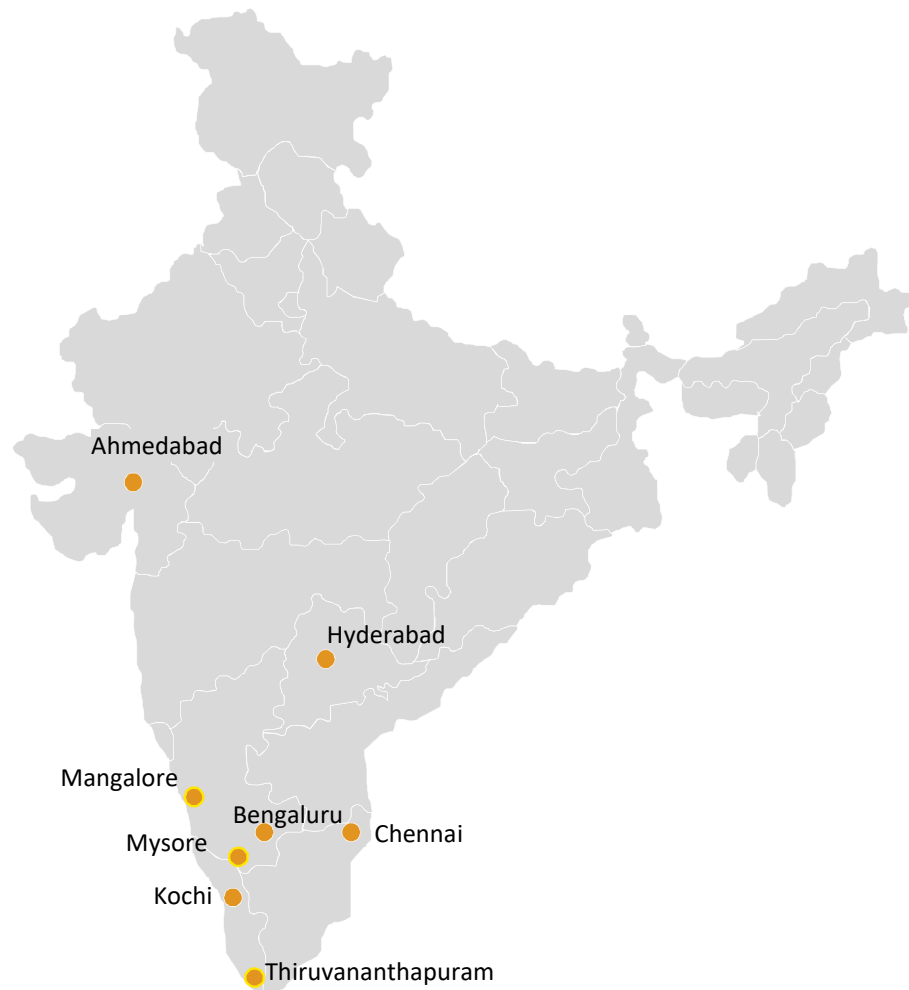 Ahmedabad
Hyderabad
Mangalore
Bengaluru
Chennai
Mysore
Kochi
Thiruvananthapuram